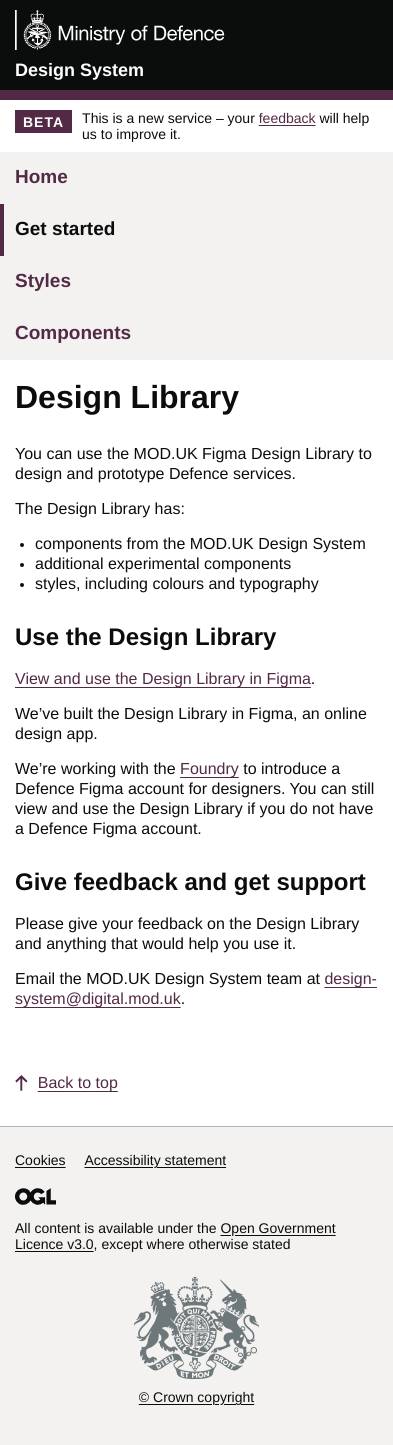 Ministry of Defence
Design System
BETA
This is a new service – your feedback will help
us to improve it.
Home
Get started
Styles
Components
Design Library
You can use the MOD.UK Figma Design Library to
design and prototype Defence services.
The Design Library has:
• components from the MOD.UK Design System
• additional experimental components
• styles, including colours and typography
Use the Design Library
View and use the Design Library in Figma.
We’ve built the Design Library in Figma, an online
design app.
We’re working with the Foundry to introduce a
Defence Figma account for designers. You can still
view and use the Design Library if you do not have
a Defence Figma account.
Give feedback and get support
Please give your feedback on the Design Library
and anything that would help you use it.
Email the MOD.UK Design System team at design-
system@digital.mod.uk.
Back to top
Cookies Accessibility statement
OGL
All content is available under the Open Government
Licence v3.0, except where otherwise stated
DIEU ET MON DROIT
© Crown copyright